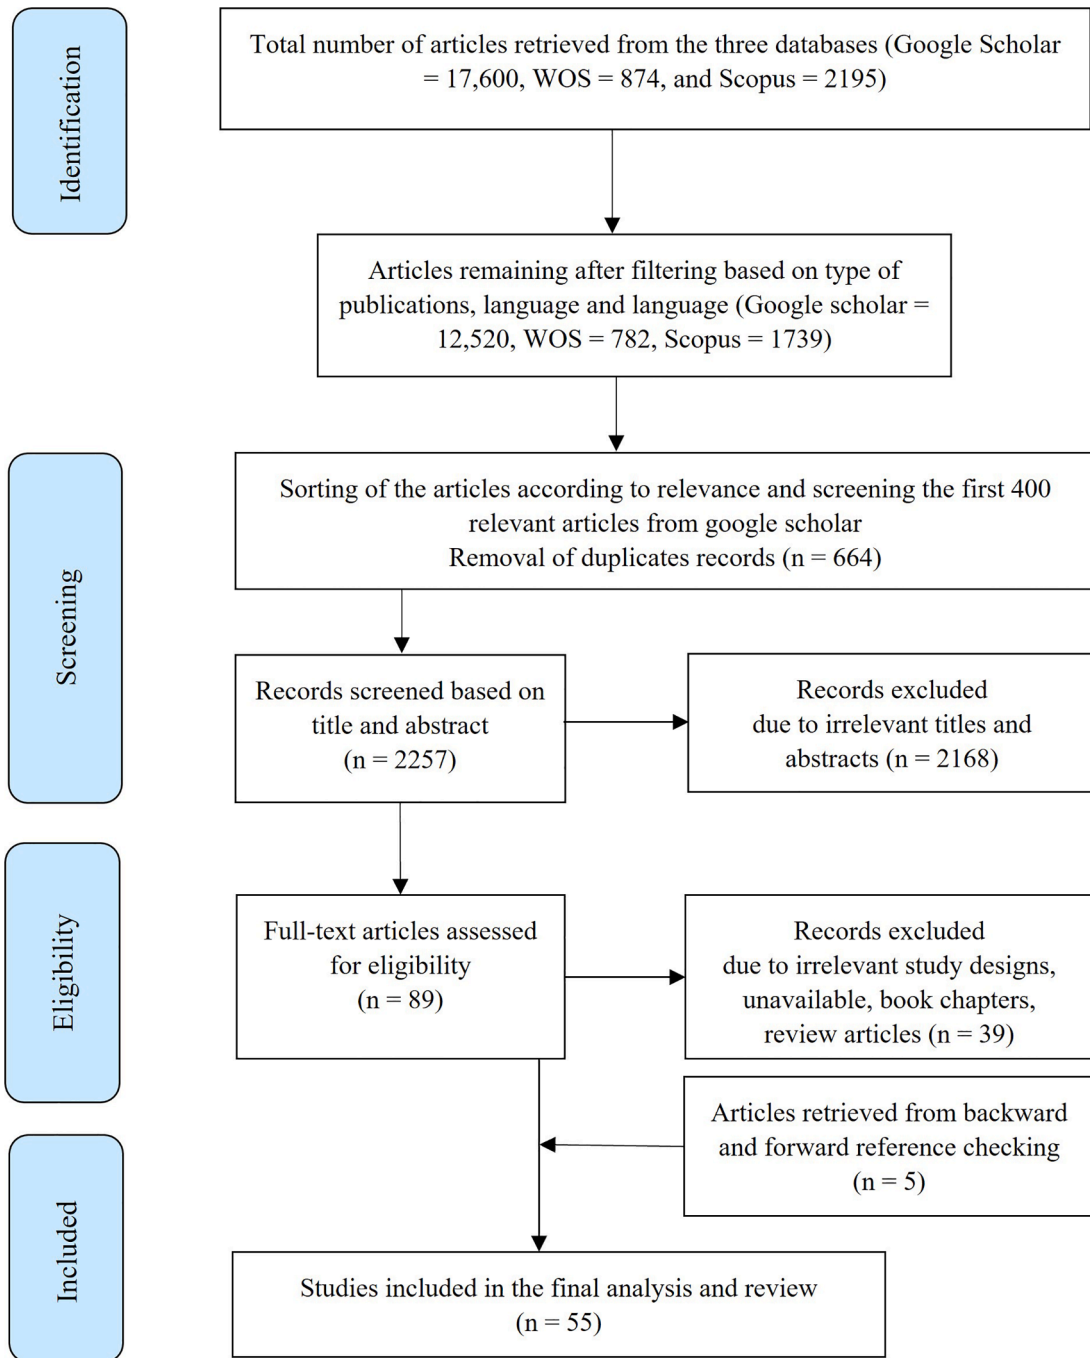 Identification
Total number of articles retrieved from the three databases (Google Scholar
= 17,600, WOS = 874, and Scopus = 2195)
Articles remaining after filtering based on type of
publications, language and language (Google scholar =
12,520, WOS = 782, Scopus = 1739)
Screening
Sorting of the articles according to relevance and screening the first 400
relevant articles from google scholar
Removal of duplicates records (n = 664)
Records screened based on
title and abstract
(n = 2257)
Records excluded
due to irrelevant titles and
abstracts (n = 2168)
Eligibility
Full-text articles assessed
for eligibility
(n = 89)
Records excluded
due to irrelevant study designs,
unavailable, book chapters,
review articles (n = 39)
Articles retrieved from backward
and forward reference checking
(n = 5)
Included
Studies included in the final analysis and review
(n = 55)